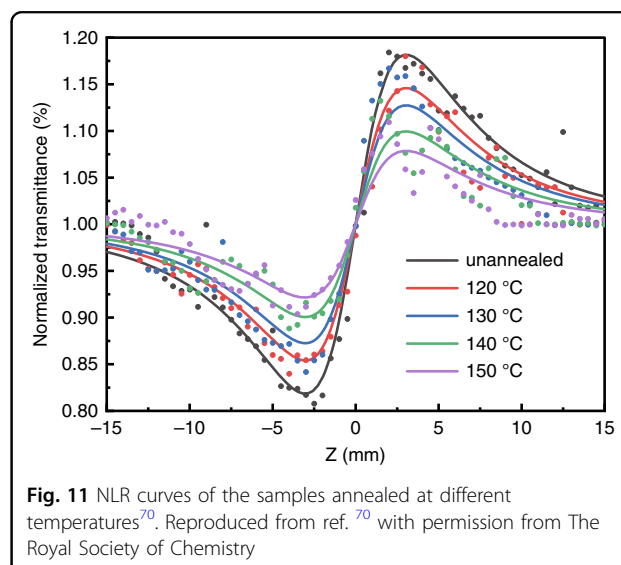 1.20
1.15
1.10
1.05
1.00
0.95
0.90
0.85
0.80
Normalized transmittance (%)
unannealed
120 °C
130 °C
140 °C
150 °C
−15 −10 −5 0 5 10 15
Z (mm)
Fig. 11 NLR curves of the samples annealed at different
temperatures70. Reproduced from ref. 70 with permission from The
Royal Society of Chemistry